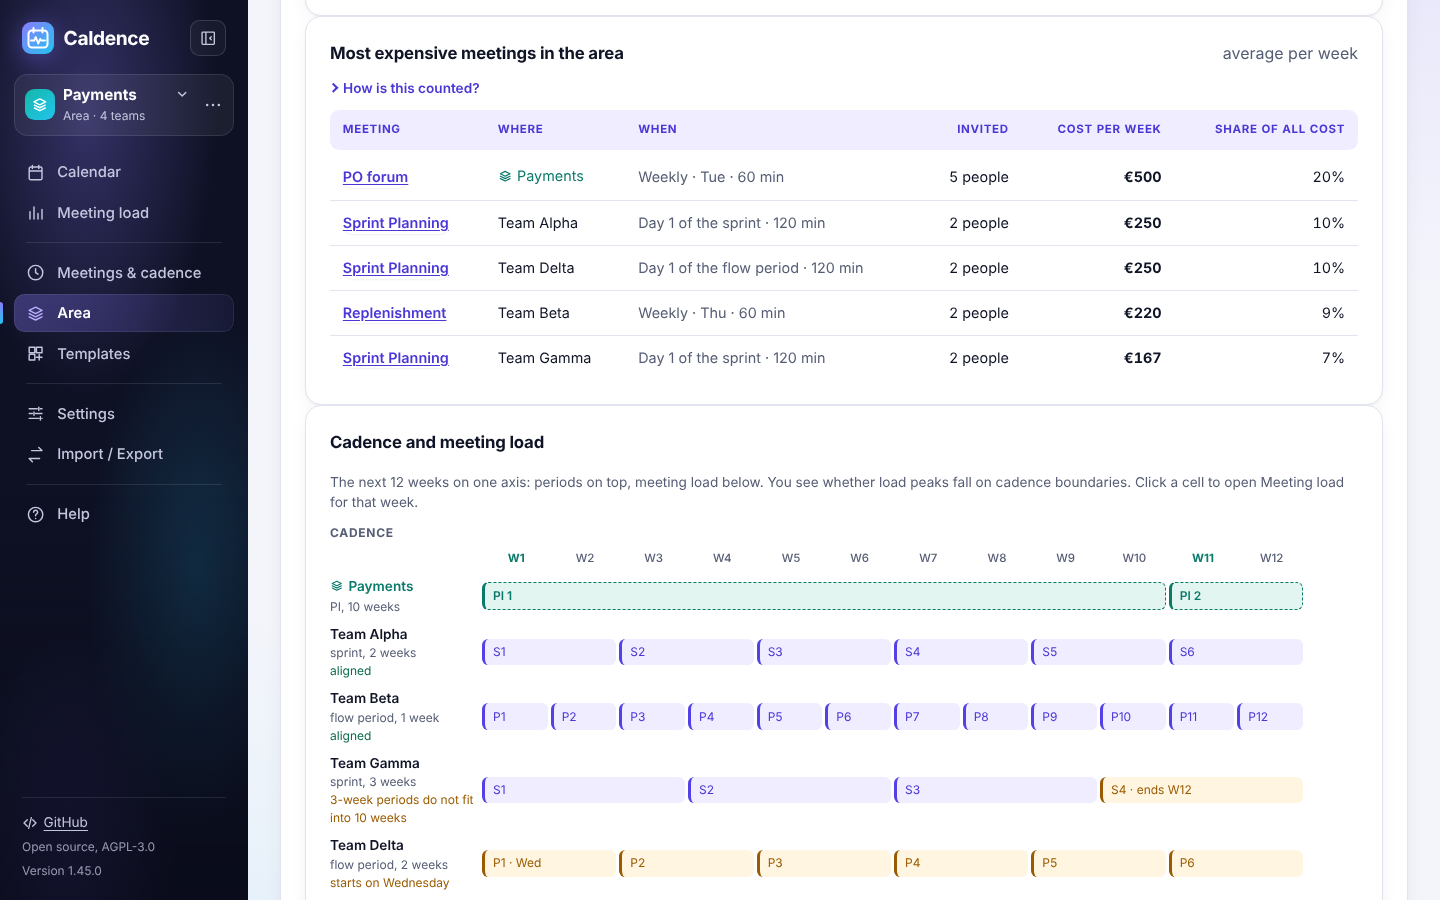 Caldence
Payments
Area · 4 teams
Calendar
Meeting load
Meetings & cadence
Area
Templates
Settings
Import / Export
Help
GitHub
Open source, AGPL-3.0
Version 1.45.0
Most expensive meetings in the area
average per week
How is this counted?
MEETING WHERE WHEN INVITED COST PER WEEK SHARE OF ALL COST
PO forum Payments Weekly · Tue · 60 min 5 people €500 20%
Sprint Planning Team Alpha Day 1 of the sprint · 120 min 2 people €250 10%
Sprint Planning Team Delta Day 1 of the flow period · 120 min 2 people €250 10%
Replenishment Team Beta Weekly · Thu · 60 min 2 people €220 9%
Sprint Planning Team Gamma Day 1 of the sprint · 120 min 2 people €167 7%
Cadence and meeting load
The next 12 weeks on one axis: periods on top, meeting load below. You see whether load peaks fall on cadence boundaries. Click a cell to open Meeting load
for that week.
CADENCE
W1 W2 W3 W4 W5 W6 W7 W8 W9 W10 W11 W12
Payments
PI, 10 weeks
PI 1 PI 2
Team Alpha
sprint, 2 weeks
aligned
S1 S2 S3 S4 S5 S6
Team Beta
flow period, 1 week
aligned
P1 P2 P3 P4 P5 P6 P7 P8 P9 P10 P11 P12
Team Gamma
sprint, 3 weeks
3-week periods do not fit
into 10 weeks
S1 S2 S3 S4 · ends W12
Team Delta
flow period, 2 weeks
starts on Wednesday
P1 · Wed P2 P3 P4 P5 P6